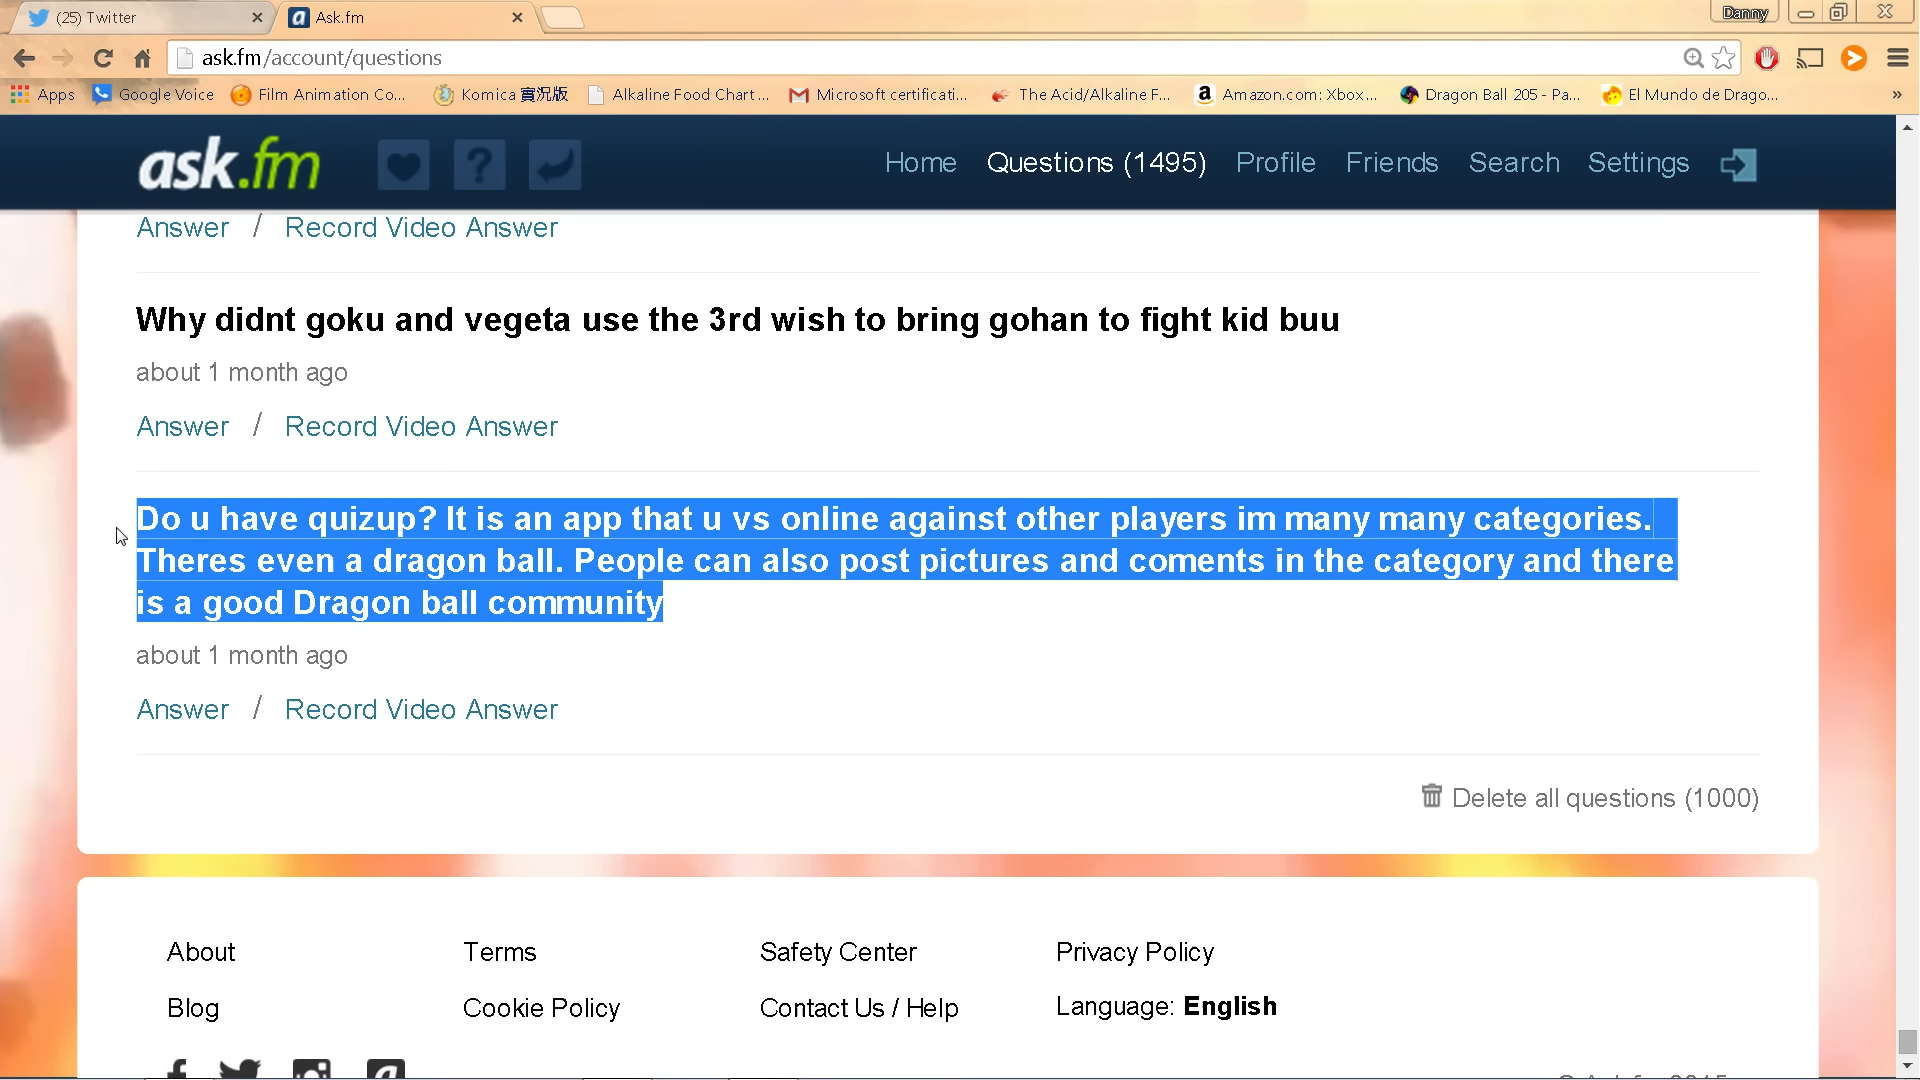 (25) Twitter
Ask.fm
Danny
ask.fm/account/questions
Apps
Google Voice
Film Animation Co...
Komica 實況版
Alkaline Food Chart ...
Microsoft certificati...
The Acid/Alkaline F...
Amazon.com: Xbox...
Dragon Ball 205 - Pa...
El Mundo de Drago...
»
ask.fm
Home
Questions (1495)
Profile
Friends
Search
Settings
Answer / Record Video Answer
Why didnt goku and vegeta use the 3rd wish to bring gohan to fight kid buu
about 1 month ago
Answer / Record Video Answer
Do u have quizup? It is an app that u vs online against other players im many many categories.
Theres even a dragon ball. People can also post pictures and coments in the category and there
is a good Dragon ball community
about 1 month ago
Answer / Record Video Answer
Delete all questions (1000)
About
Terms
Safety Center
Privacy Policy
Blog
Cookie Policy
Contact Us / Help
Language: English